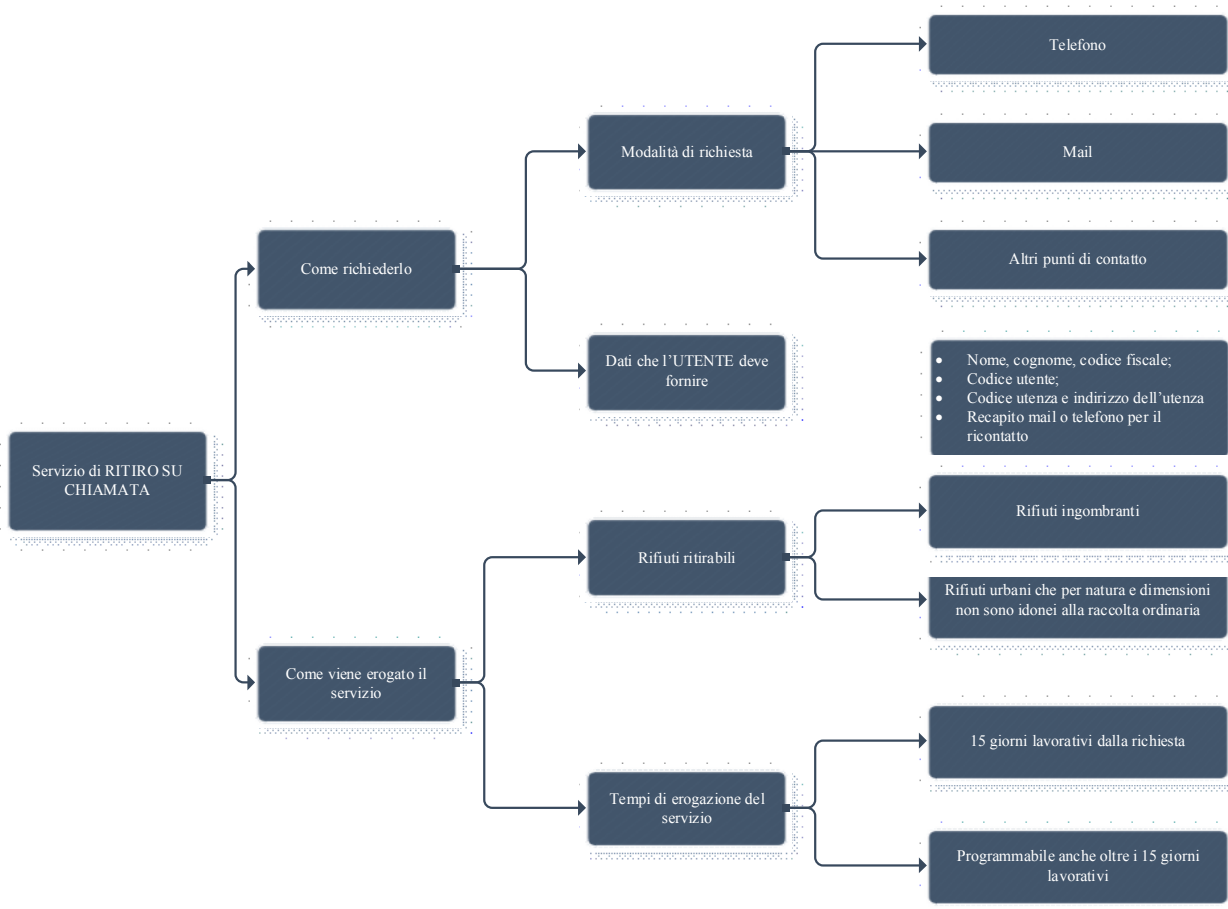 Servizio di RITIRO SU
CHIAMATA
Come richiederlo
Modalità di richiesta
Telefono
Mail
Altri punti di contatto
Dati che l’UTENTE deve
fornire
• Nome, cognome, codice fiscale;
• Codice utente;
• Codice utenza e indirizzo dell’utenza
• Recapito mail o telefono per il
ricontatto
Come viene erogato il
servizio
Rifiuti ritirabili
Rifiuti ingombranti
Rifiuti urbani che per natura e dimensioni
non sono idonei alla raccolta ordinaria
Tempi di erogazione del
servizio
15 giorni lavorativi dalla richiesta
Programmabile anche oltre i 15 giorni
lavorativi